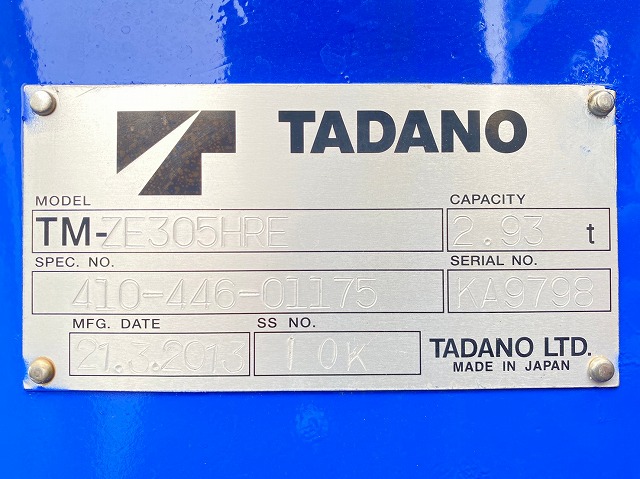 TADANO
MODEL
TM-ZE305HRE
CAPACITY
2.93 t
SPEC. NO.
410-446-01175
SERIAL NO.
KA9798
MFG. DATE
21.3.2013
SS NO.
10K
TADANO LTD.
MADE IN JAPAN